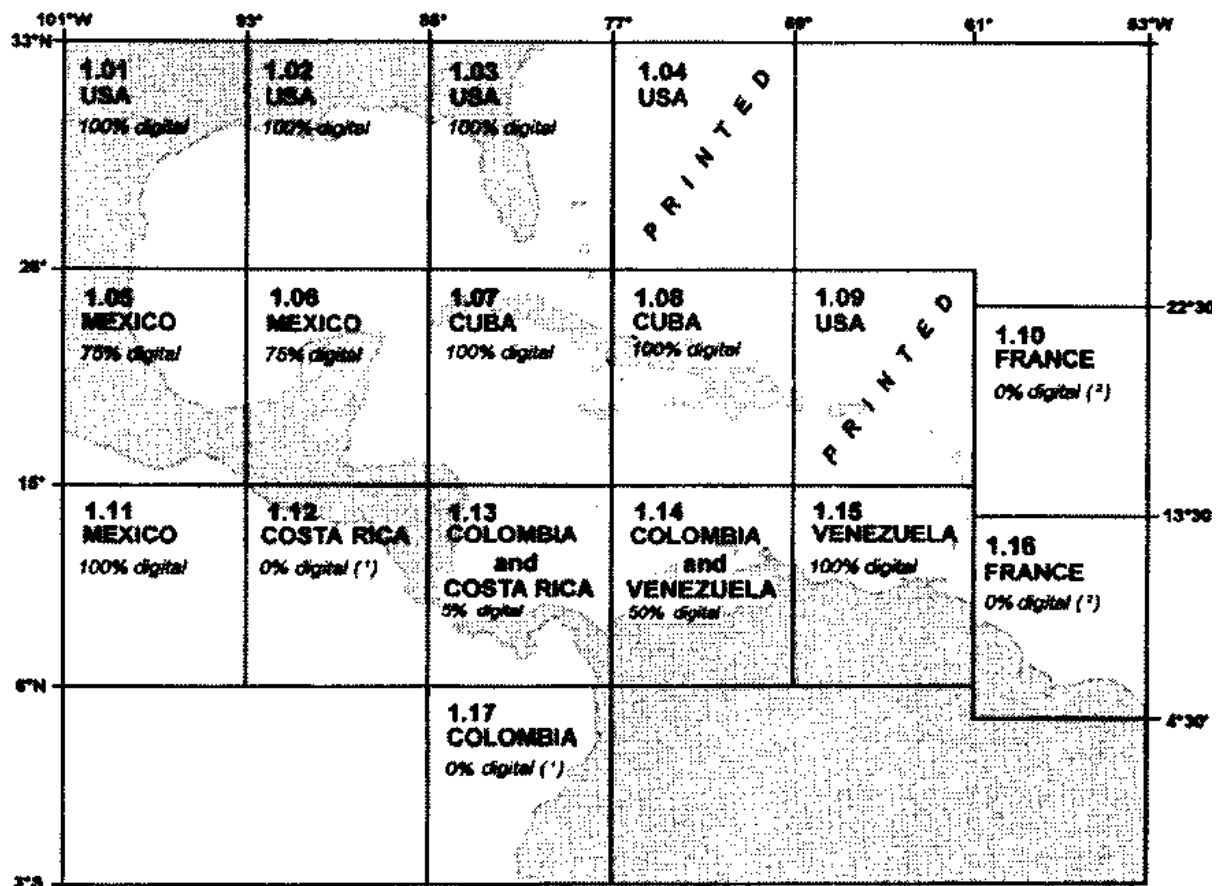 101°W 93° 85° 77° 69° 61° 53°W
33°N
1.01
USA
100% digital
1.02
USA
100% digital
1.03
USA
100% digital
1.04
USA
PRINTED
1.05
MEXICO
75% digital
1.06
MEXICO
75% digital
1.07
CUBA
100% digital
1.08
CUBA
100% digital
1.09
USA
PRINTED
22°30
1.10
FRANCE
0% digital (²)
15°
1.11
MEXICO
100% digital
1.12
COSTA RICA
0% digital (¹)
1.13
COLOMBIA
and
COSTA RICA
5% digital
1.14
COLOMBIA
and
VENEZUELA
50% digital
1.15
VENEZUELA
100% digital
13°30
1.16
FRANCE
0% digital (²)
6°N
4°30'
1.17
COLOMBIA
0% digital (¹)